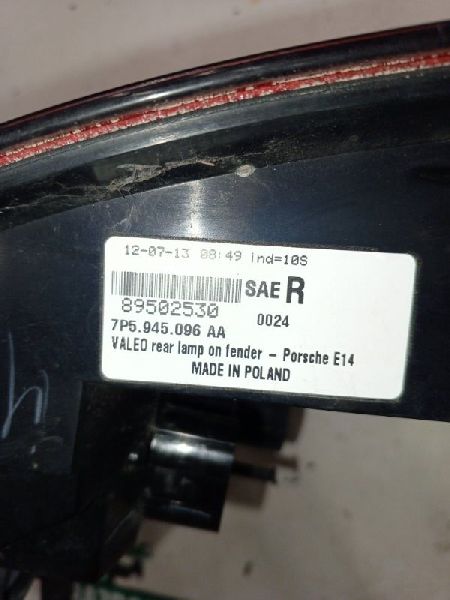 12-07-13 08:49 ind=10S
SAE R
89502530 0024
7P5.945.096 AA
VALEO rear lamp on fender - Porsche E14
MADE IN POLAND